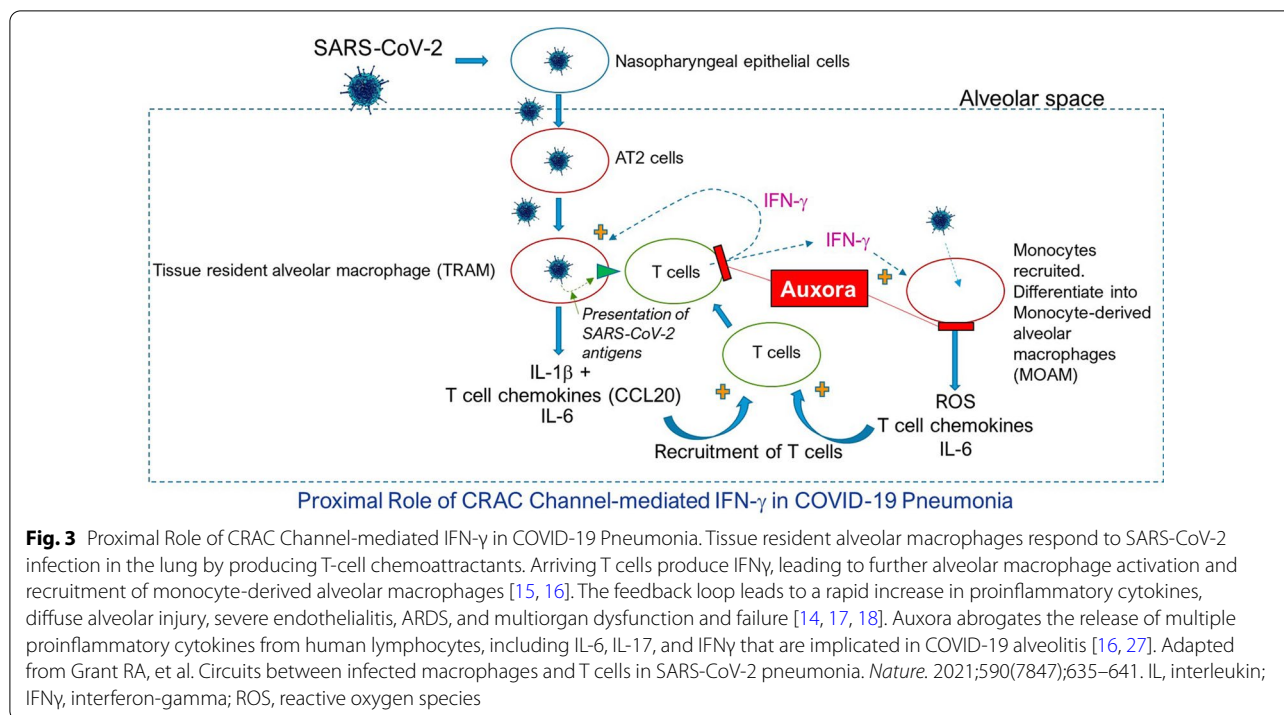 SARS-CoV-2
Nasopharyngeal epithelial cells
Alveolar space
AT2 cells
IFN-γ
IFN-γ
Tissue resident alveolar macrophage (TRAM)
T cells
Auxora
Monocytes
recruited.
Differentiate into
Monocyte-derived
alveolar
macrophages
(MOAM)
Presentation of
SARS-CoV-2
antigens
T cells
IL-1β +
T cell chemokines (CCL20)
IL-6
Recruitment of T cells
ROS
T cell chemokines
IL-6
Proximal Role of CRAC Channel-mediated IFN-γ in COVID-19 Pneumonia
Fig. 3 Proximal Role of CRAC Channel-mediated IFN-γ in COVID-19 Pneumonia. Tissue resident alveolar macrophages respond to SARS-CoV-2
infection in the lung by producing T-cell chemoattractants. Arriving T cells produce IFNγ, leading to further alveolar macrophage activation and
recruitment of monocyte-derived alveolar macrophages [15, 16]. The feedback loop leads to a rapid increase in proinflammatory cytokines,
diffuse alveolar injury, severe endothelialitis, ARDS, and multiorgan dysfunction and failure [14, 17, 18]. Auxora abrogates the release of multiple
proinflammatory cytokines from human lymphocytes, including IL-6, IL-17, and IFNγ that are implicated in COVID-19 alveolitis [16, 27]. Adapted
from Grant RA, et al. Circuits between infected macrophages and T cells in SARS-CoV-2 pneumonia. Nature. 2021;590(7847);635–641. IL, interleukin;
IFNγ, interferon-gamma; ROS, reactive oxygen species